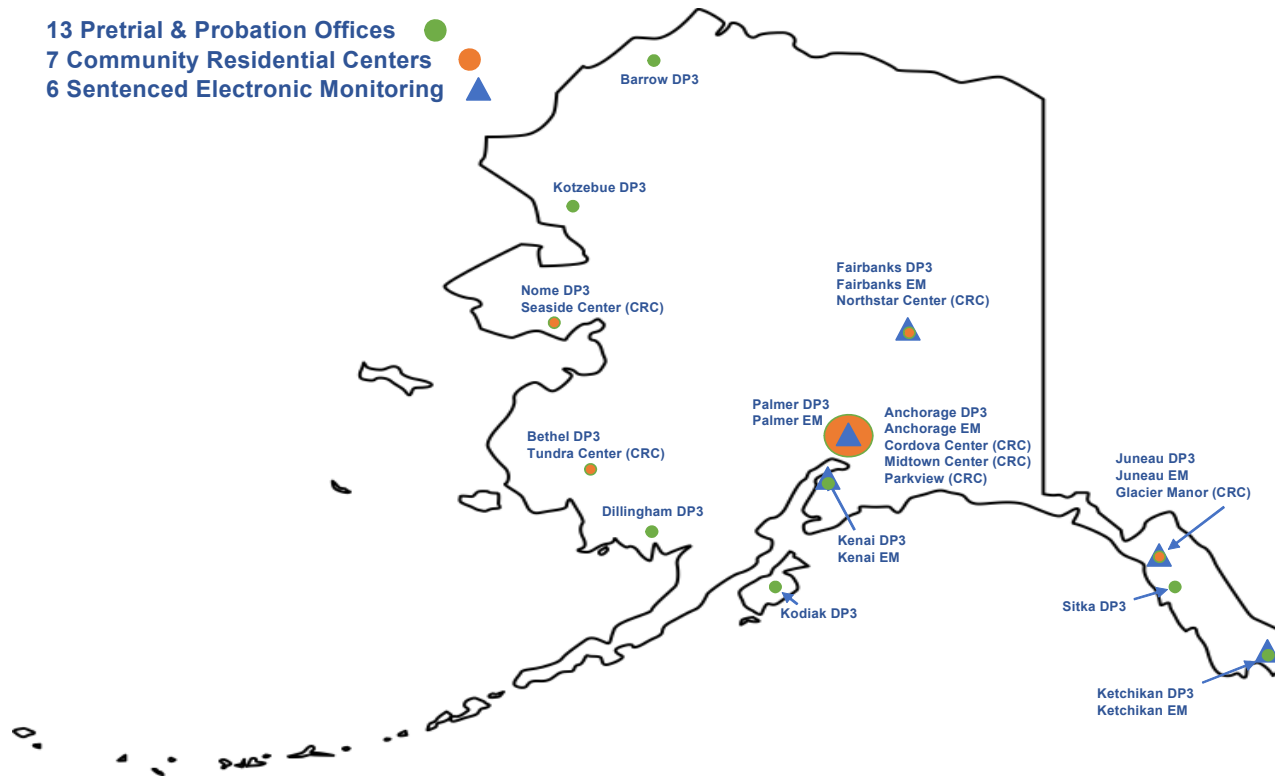 13 Pretrial & Probation Offices
7 Community Residential Centers
6 Sentenced Electronic Monitoring
Barrow DP3
Kotzebue DP3
Nome DP3
Seaside Center (CRC)
Fairbanks DP3
Fairbanks EM
Northstar Center (CRC)
Palmer DP3
Palmer EM
Anchorage DP3
Anchorage EM
Cordova Center (CRC)
Midtown Center (CRC)
Parkview (CRC)
Bethel DP3
Tundra Center (CRC)
Juneau DP3
Juneau EM
Glacier Manor (CRC)
Dillingham DP3
Kenai DP3
Kenai EM
Kodiak DP3
Sitka DP3
Ketchikan DP3
Ketchikan EM